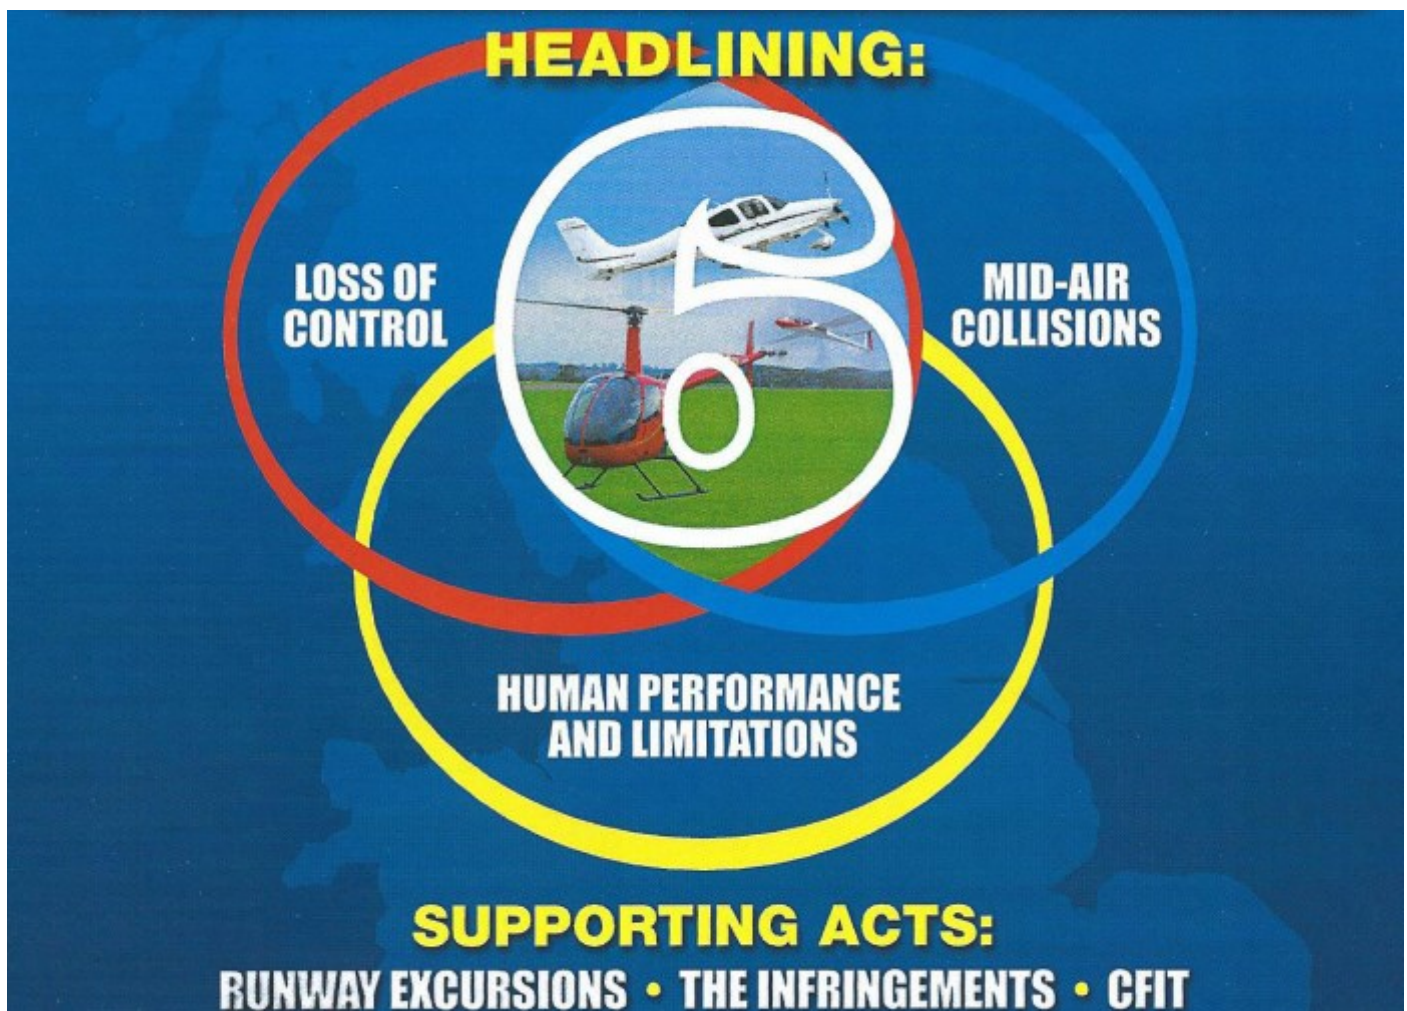 HEADLINING:
LOSS OF
CONTROL
MID-AIR
COLLISIONS
HUMAN PERFORMANCE
AND LIMITATIONS
SUPPORTING ACTS:
RUNWAY EXCURSIONS • THE INFRINGEMENTS • CFIT